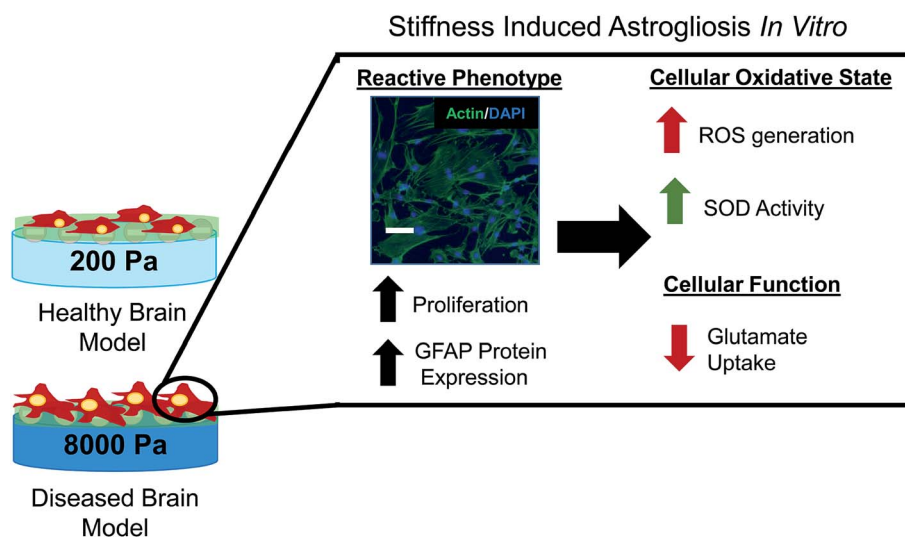 Stiffness Induced Astrogliosis In Vitro
Reactive Phenotype
Actin/DAPI
Proliferation
GFAP Protein
Expression
Cellular Oxidative State
ROS generation
SOD Activity
Cellular Function
Glutamate
Uptake
200 Pa
Healthy Brain
Model
8000 Pa
Diseased Brain
Model